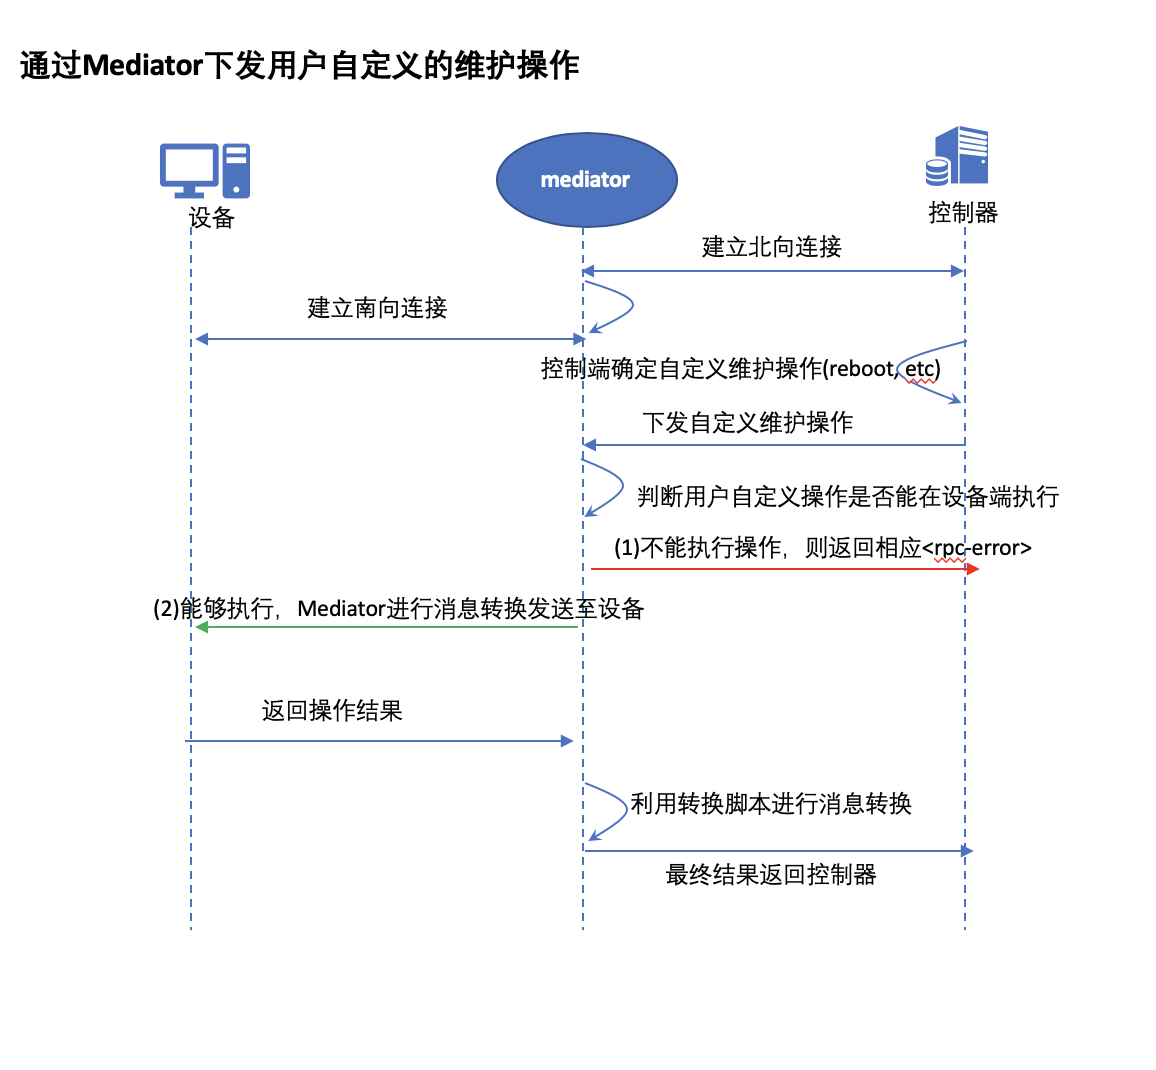 通过Mediator下发用户自定义的维护操作
mediator
设备
控制器
建立北向连接
建立南向连接
控制端确定自定义维护操作(reboot, etc)
下发自定义维护操作
判断用户自定义操作是否能在设备端执行
(1)不能执行操作，则返回相应<rpc-error>
(2)能够执行，Mediator进行消息转换发送至设备
返回操作结果
利用转换脚本进行消息转换
最终结果返回控制器